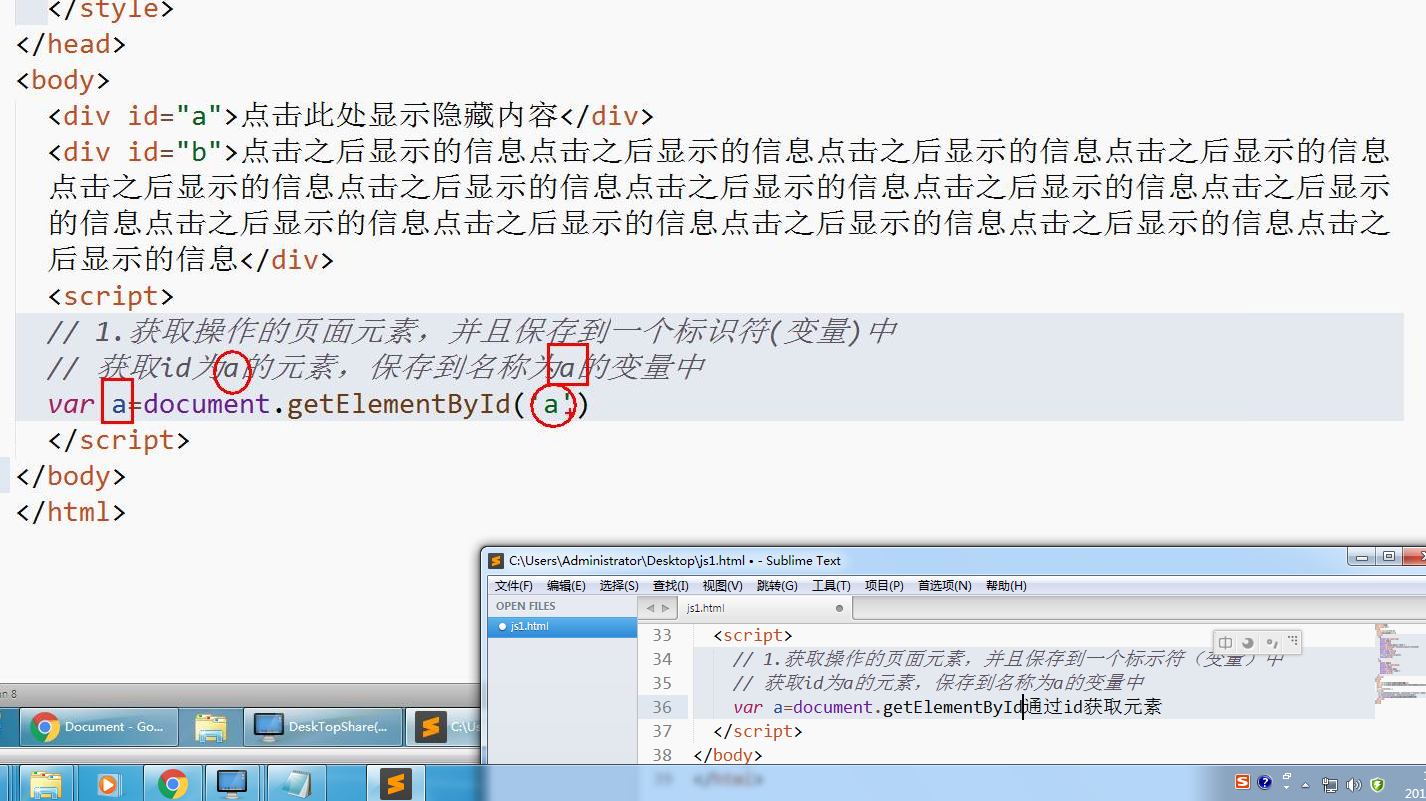 </style>
</head>
<body>
<div id="a">点击此处显示隐藏内容</div>
<div id="b">点击之后显示的信息点击之后显示的信息点击之后显示的信息点击之后显示的信息
点击之后显示的信息点击之后显示的信息点击之后显示的信息点击之后显示的信息点击之后显示
的信息点击之后显示的信息点击之后显示的信息点击之后显示的信息点击之后显示的信息点击之
后显示的信息</div>
<script>
// 1.获取操作的页面元素，并且保存到一个标识符(变量)中
// 获取id为a的元素，保存到名称为a的变量中
var a=document.getElementById('a')
</script>
</body>
</html>
C:\Users\Administrator\Desktop\js1.html • - Sublime Text
文件(F) 编辑(E) 选择(S) 查找(I) 视图(V) 跳转(G) 工具(T) 项目(P) 首选项(N) 帮助(H)
OPEN FILES
js1.html
js1.html
33 <script>
34 // 1.获取操作的页面元素，并且保存到一个标示符（变量）中
35 // 获取id为a的元素，保存到名称为a的变量中
36 var a=document.getElementById通过id获取元素
37 </script>
38 </body>
39 </html>
中
n 8
Document - Go...
DeskTopShare(...
C:\Us
201